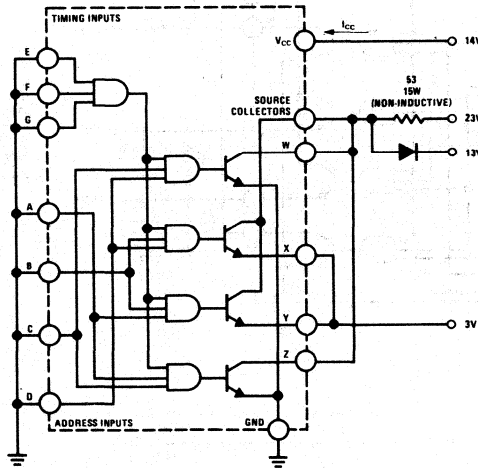 TIMING INPUTS
E
F
G
A
B
C
D
ADDRESS INPUTS
VCC
ICC
14V
SOURCE
COLLECTORS
53
15W
(NON-INDUCTIVE)
23V
13V
W
X
Y
3V
Z
GND